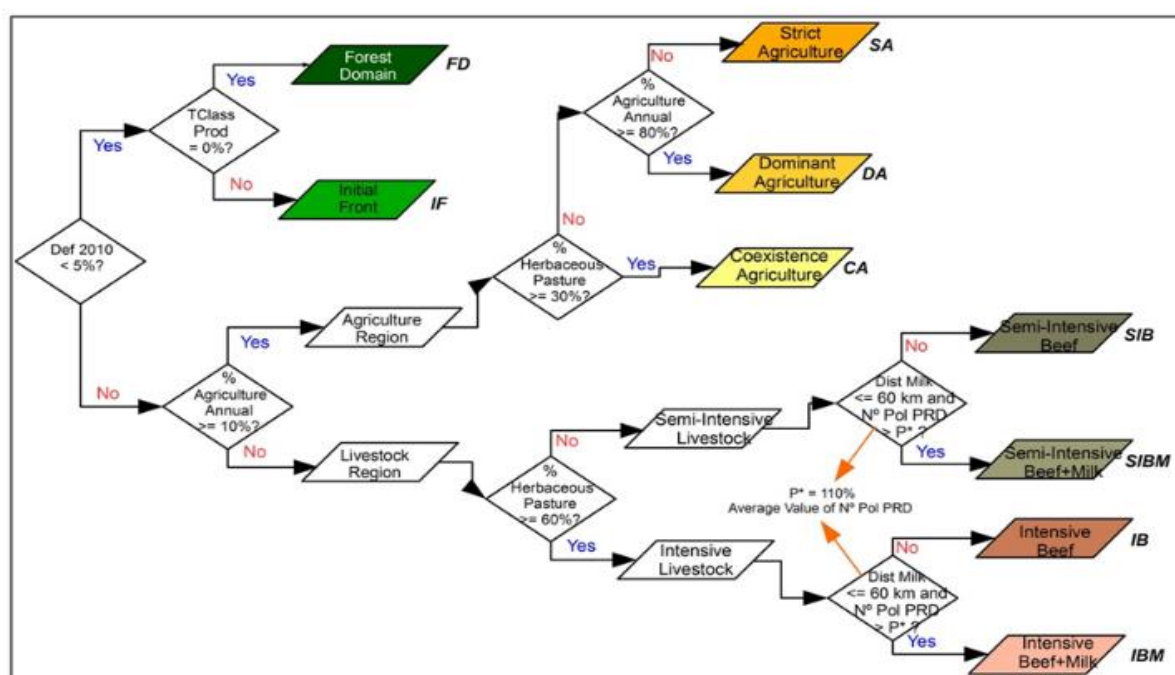 Forest
Domain
FD
Yes
TClass
Prod
= 0%?
Yes
No
Initial
Front
IF
Def 2010
< 5%?
No
%
Agriculture
Annual
>= 10%?
Yes
Agriculture
Region
No
Livestock
Region
%
Herbaceous
Pasture
>= 30%?
No
Yes
%
Agriculture
Annual
>= 80%?
No
Strict
Agriculture
SA
Yes
Dominant
Agriculture
DA
Coexistence
Agriculture
CA
%
Herbaceous
Pasture
>= 60%?
No
Semi-Intensive
Livestock
Yes
Intensive
Livestock
Dist Milk
<= 60 km and
Nº Pol PRD
> P* ?
No
Semi-Intensive
Beef
SIB
Yes
Semi-Intensive
Beef+Milk
SIBM
P* = 110%
Average Value of Nº Pol PRD
Dist Milk
<= 60 km and
Nº Pol PRD
> P* ?
No
Intensive
Beef
IB
Yes
Intensive
Beef+Milk
IBM